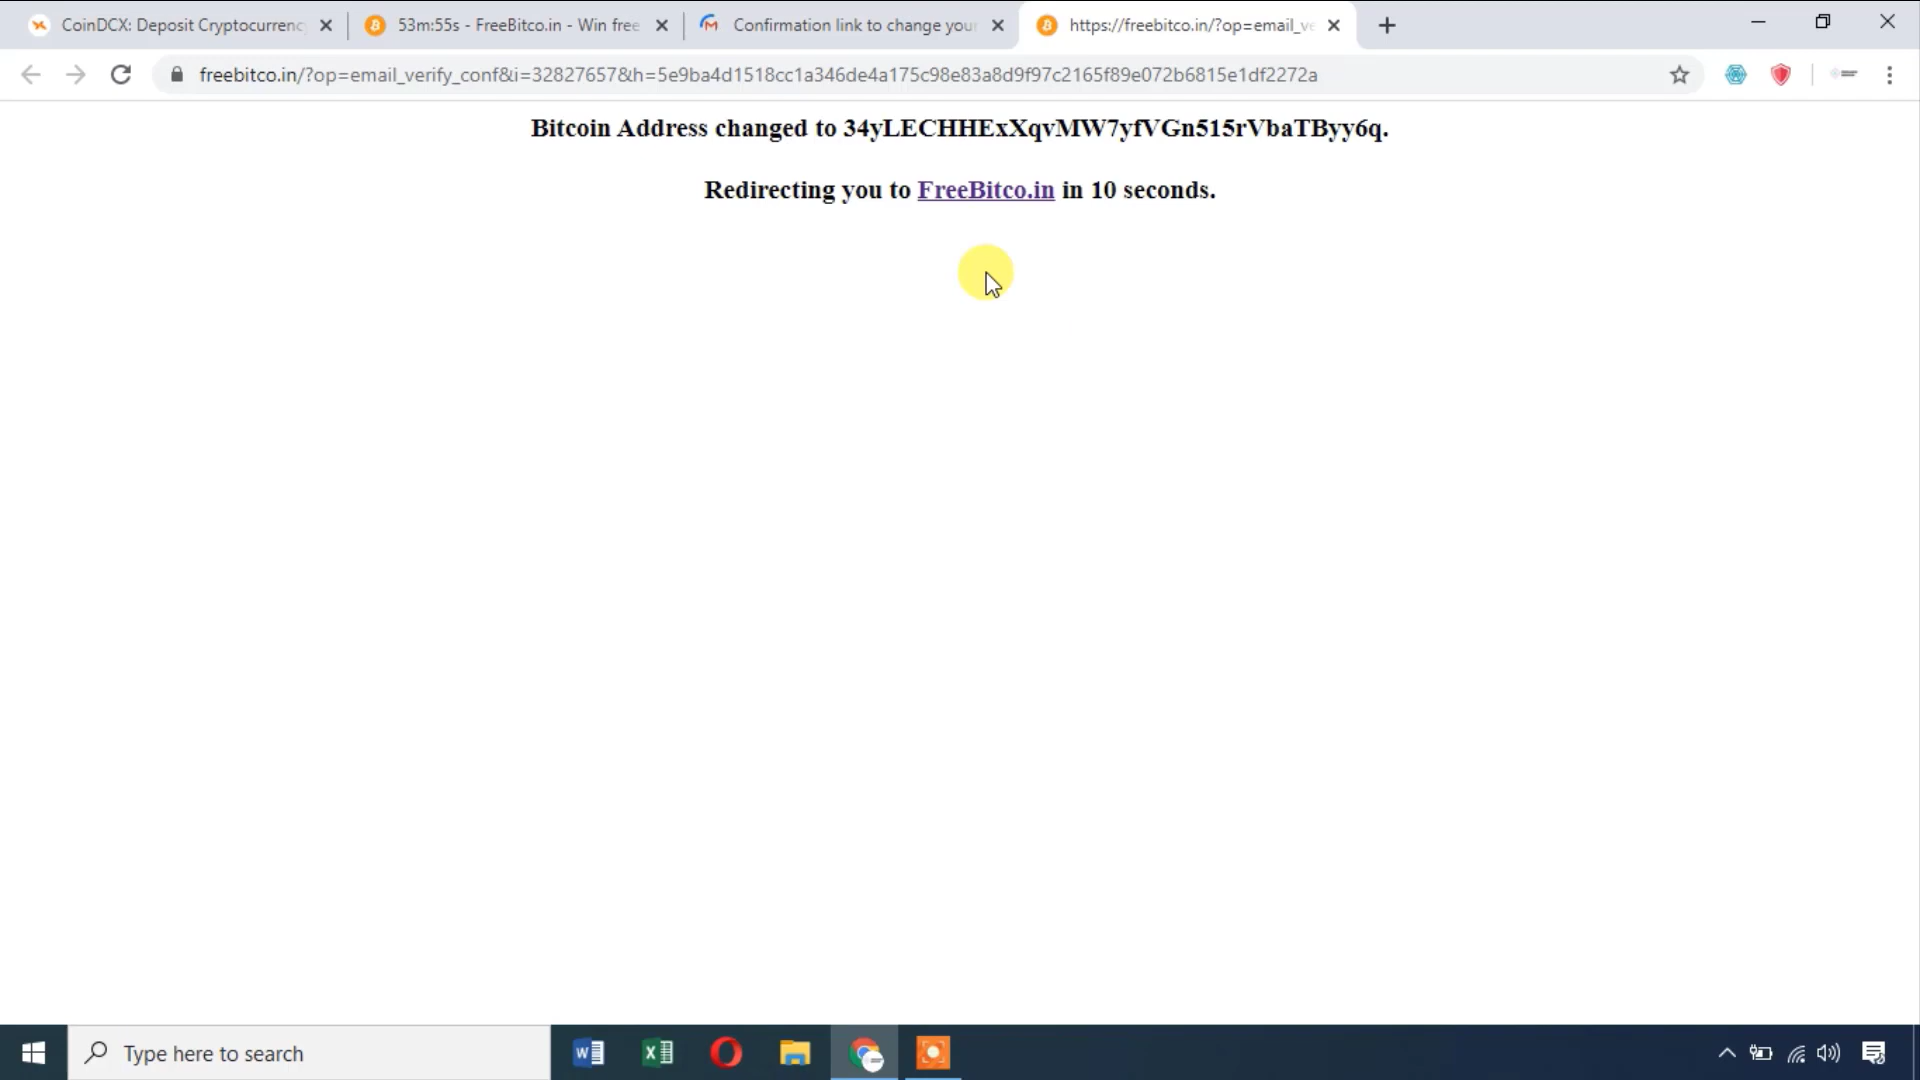 CoinDCX: Deposit Cryptocurrenc
53m:55s - FreeBitco.in - Win free
Confirmation link to change your
https://freebitco.in/?op=email_ve
freebitco.in/?op=email_verify_conf&i=32827657&h=5e9ba4d1518cc1a346de4a175c98e83a8d9f97c2165f89e072b6815e1df2272a
Bitcoin Address changed to 34yLECHHExXqvMW7yfVGn515rVbaTByy6q.
Redirecting you to FreeBitco.in in 10 seconds.
Type here to search